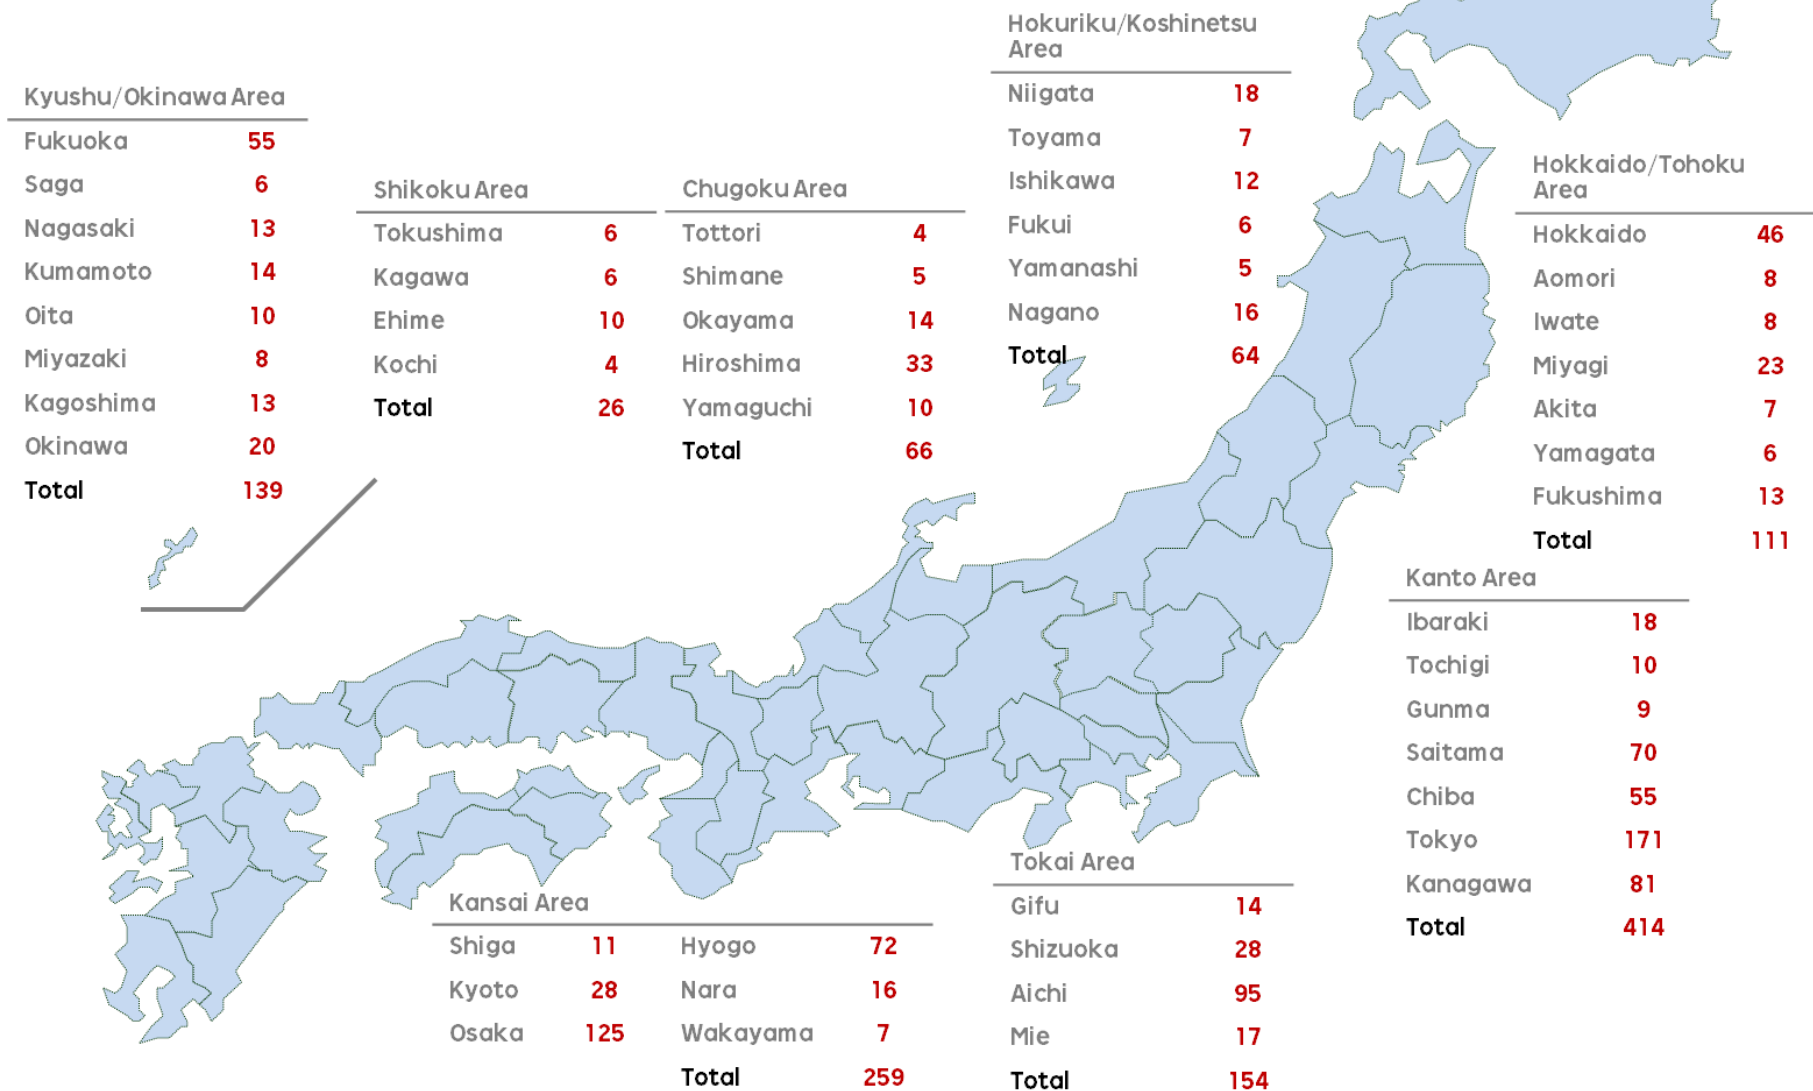 Kyushu/Okinawa Area
Fukuoka 55
Saga 6
Nagasaki 13
Kumamoto 14
Oita 10
Miyazaki 8
Kagoshima 13
Okinawa 20
Total 139
Shikoku Area
Tokushima 6
Kagawa 6
Ehime 10
Kochi 4
Total 26
Chugoku Area
Tottori 4
Shimane 5
Okayama 14
Hiroshima 33
Yamaguchi 10
Total 66
Hokuriku/Koshinetsu
Area
Niigata 18
Toyama 7
Ishikawa 12
Fukui 6
Yamanashi 5
Nagano 16
Total 64
Hokkaido/Tohoku
Area
Hokkaido 46
Aomori 8
Iwate 8
Miyagi 23
Akita 7
Yamagata 6
Fukushima 13
Total 111
Kanto Area
Ibaraki 18
Tochigi 10
Gunma 9
Saitama 70
Chiba 55
Tokyo 171
Kanagawa 81
Total 414
Kansai Area
Shiga 11 Hyogo 72
Kyoto 28 Nara 16
Osaka 125 Wakayama 7
Total 259
Tokai Area
Gifu 14
Shizuoka 28
Aichi 95
Mie 17
Total 154